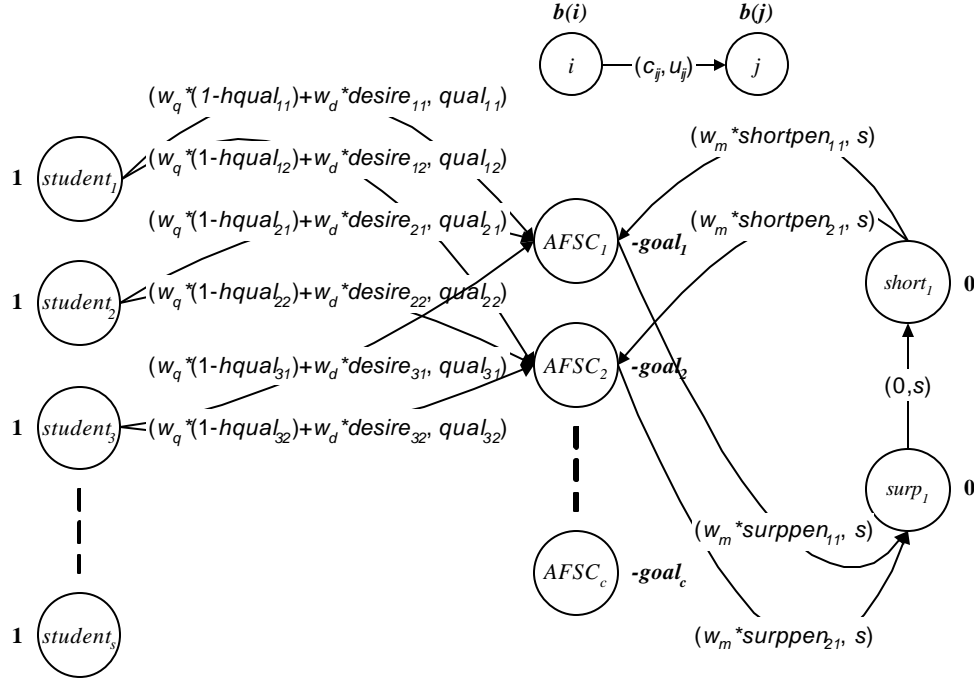 b(i) b(j)
i (c_ij, u_ij) j
(w_q*(1-hqual_11)+w_d*desire_11, qual_11)
(w_m*shortpen_11, s)
1 student_1 (w_q*(1-hqual_12)+w_d*desire_12, qual_12)
(w_q*(1-hqual_21)+w_d*desire_21, qual_21) (w_m*shortpen_21, s)
AFSC_1 -goal_1
short_1 0
1 student_2 (w_q*(1-hqual_22)+w_d*desire_22, qual_22)
(w_q*(1-hqual_31)+w_d*desire_31, qual_31) AFSC_2 -goal_2
(0,s)
1 student_3 (w_q*(1-hqual_32)+w_d*desire_32, qual_32)
surp_1 0
(w_m*surppen_11, s)
AFSC_c -goal_c
1 student_s (w_m*surppen_21, s)